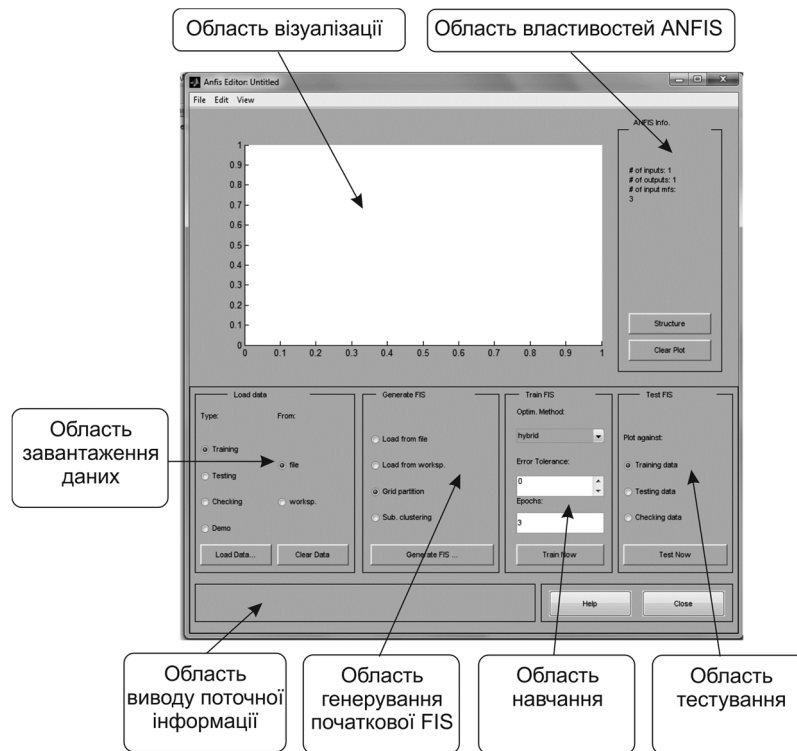 Область візуалізації
Область властивостей ANFIS
Anfis Editor: Untitled
File Edit View
ANFIS Info.
1
0.9
0.8
0.7
0.6
0.5
0.4
0.3
0.2
0.1
0
0 0.1 0.2 0.3 0.4 0.5 0.6 0.7 0.8 0.9 1
# of inputs: 1
# of outputs: 1
# of input mfs:
3
Structure
Clear Plot
Load data
Type: From:
Training
file
Testing
Checking
worksp.
Demo
Load Data... Clear Data
Generate FIS
Load from file
Load from worksp.
Grid partition
Sub. clustering
Generate FIS ...
Train FIS
Optim. Method:
hybrid
Error Tolerance:
0
Epochs:
3
Train Now
Test FIS
Plot against:
Training data
Testing data
Checking data
Test Now
Help
Close
Область
завантаження
даних
Область
виводу поточної
інформації
Область
генерування
початкової FIS
Область
навчання
Область
тестування